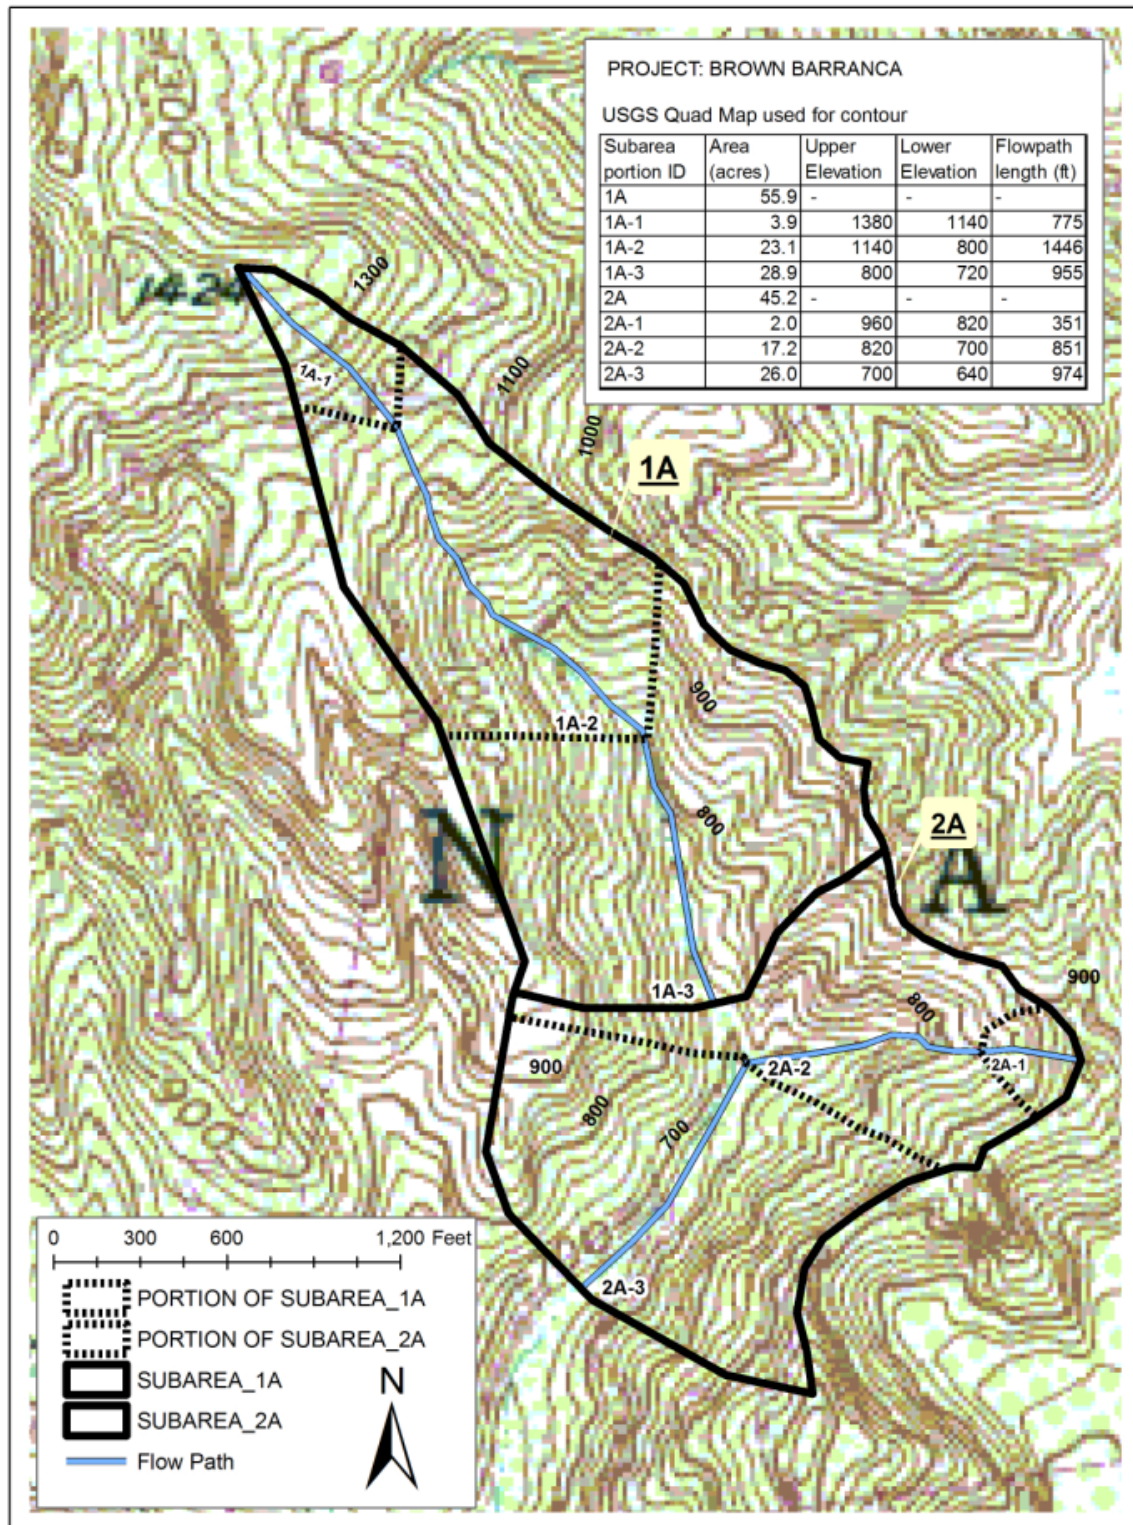 PROJECT: BROWN BARRANCA
USGS Quad Map used for contour
Subarea portion ID Area (acres) Upper Elevation Lower Elevation Flowpath length (ft)
1A 55.9 - - -
1A-1 3.9 1380 1140 775
1A-2 23.1 1140 800 1446
1A-3 28.9 800 720 955
2A 45.2 - - -
2A-1 2.0 960 820 351
2A-2 17.2 820 700 851
2A-3 26.0 700 640 974
1424
1300
1A-1
1100
1000
1A
900
1A-2
800
2A
N
A
1A-3
900
800
2A-1
2A-2
900
800
700
2A-3
0 300 600 1,200 Feet
PORTION OF SUBAREA_1A
PORTION OF SUBAREA_2A
SUBAREA_1A
SUBAREA_2A
Flow Path
N